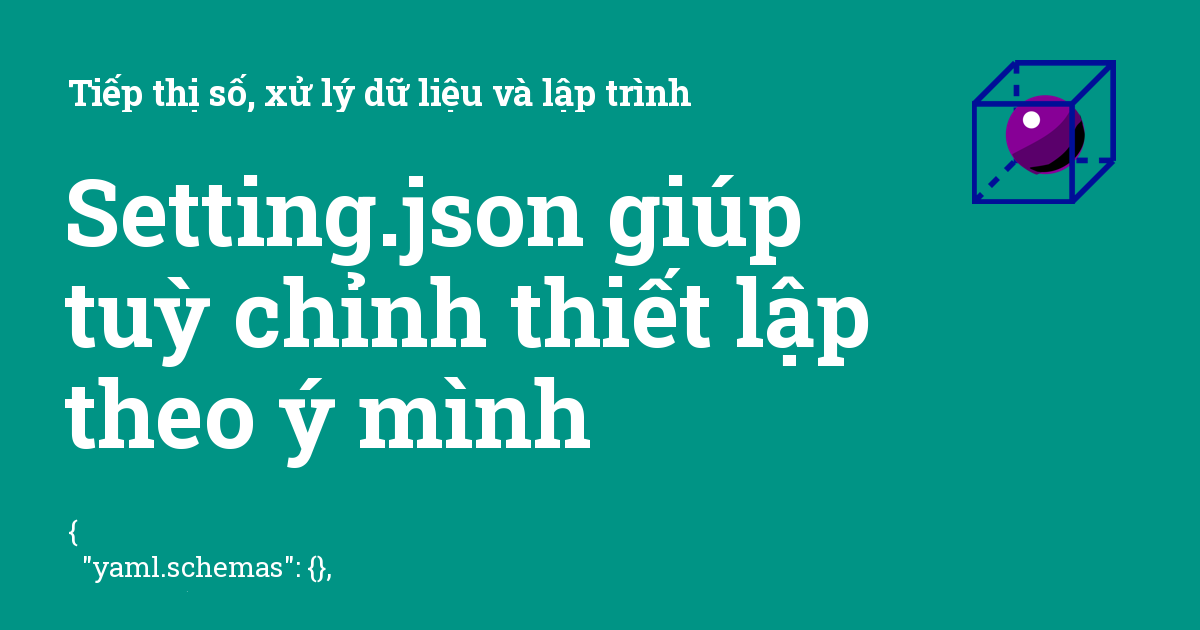 Tiếp thị số, xử lý dữ liệu và lập trình
Setting.json giúp
tuỳ chỉnh thiết lập
theo ý mình
{
"yaml.schemas": {},